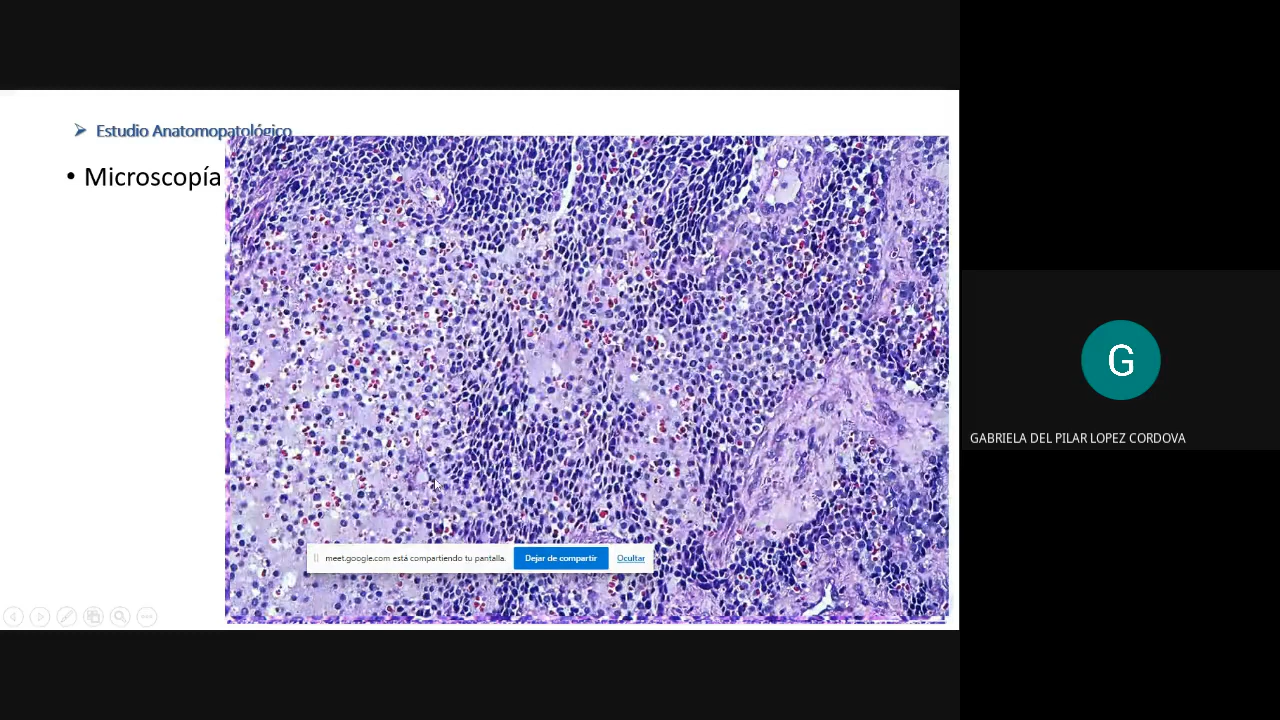 Estudio Anatomopatológico
• Microscopía
meet.google.com está compartiendo tu pantalla.
Dejar de compartir
Ocultar
G
GABRIELA DEL PILAR LOPEZ CORDOVA